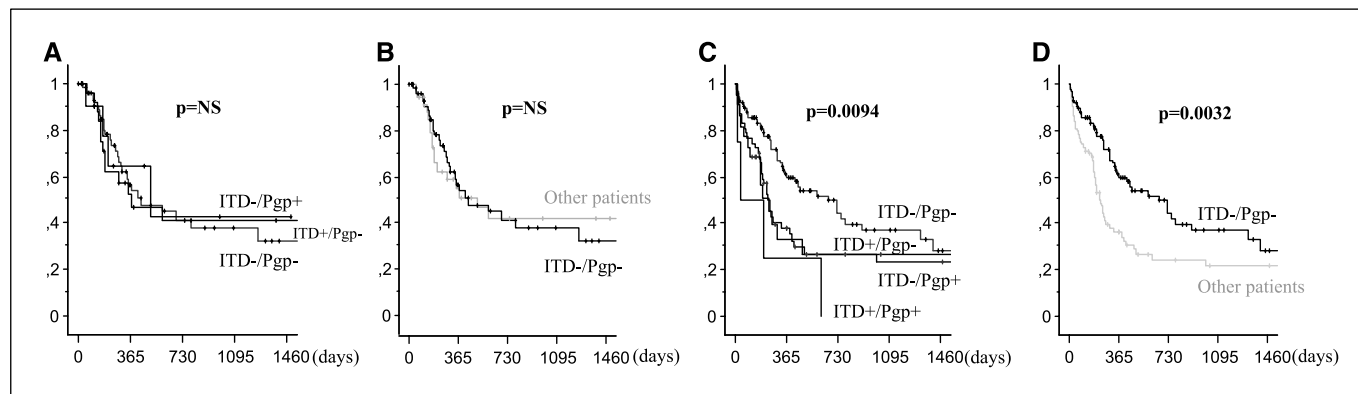 A
p=NS
1
,8
,6
,4
,2
0
ITD-/Pgp+
ITD+/Pgp-
ITD-/Pgp-
0 365 730 1095 1460 (days)
B
p=NS
1
,8
,6
,4
,2
0
Other patients
ITD-/Pgp-
0 365 730 1095 1460 (days)
C
p=0.0094
1
,8
,6
,4
,2
0
ITD-/Pgp-
ITD+/Pgp-
ITD-/Pgp+
ITD+/Pgp+
0 365 730 1095 1460 (days)
D
p=0.0032
1
,8
,6
,4
,2
0
ITD-/Pgp-
Other patients
0 365 730 1095 1460 (days)